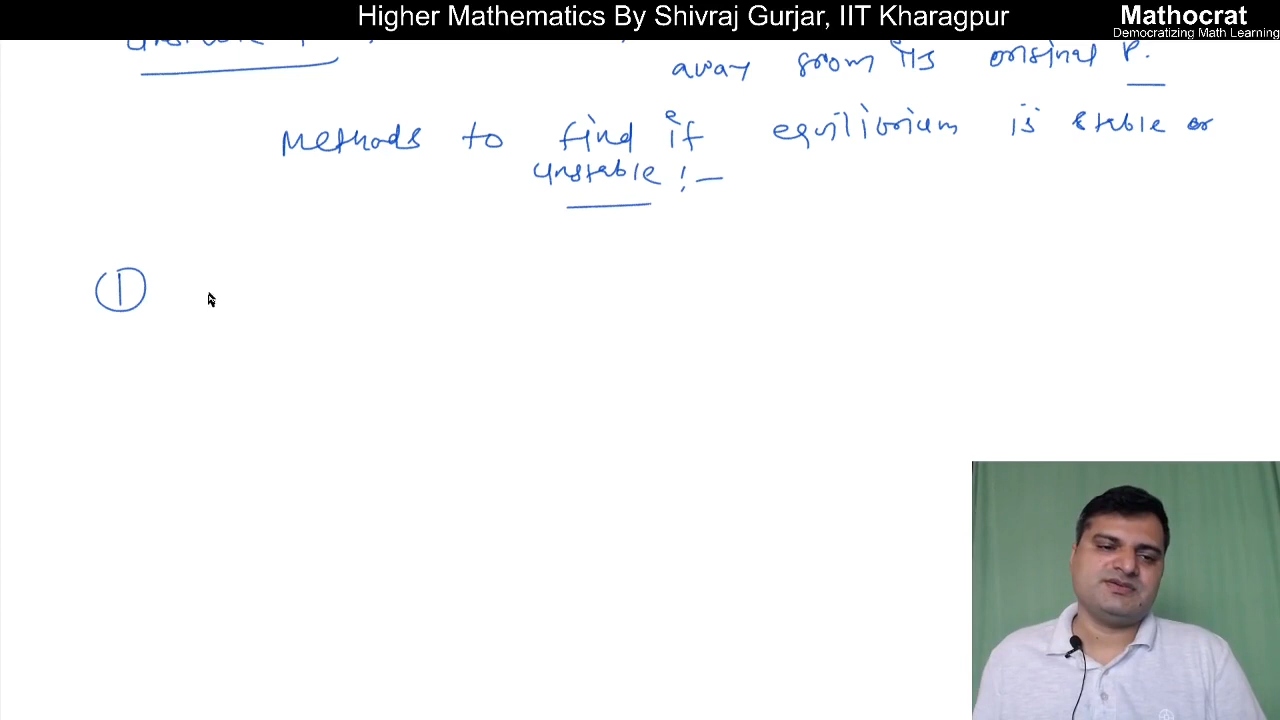 Higher Mathematics By Shivraj Gurjar, IIT Kharagpur
Mathocrat
Democratizing Math Learning
away from its original P.
Methods to find if equilibrium is stable or
unstable :-
1